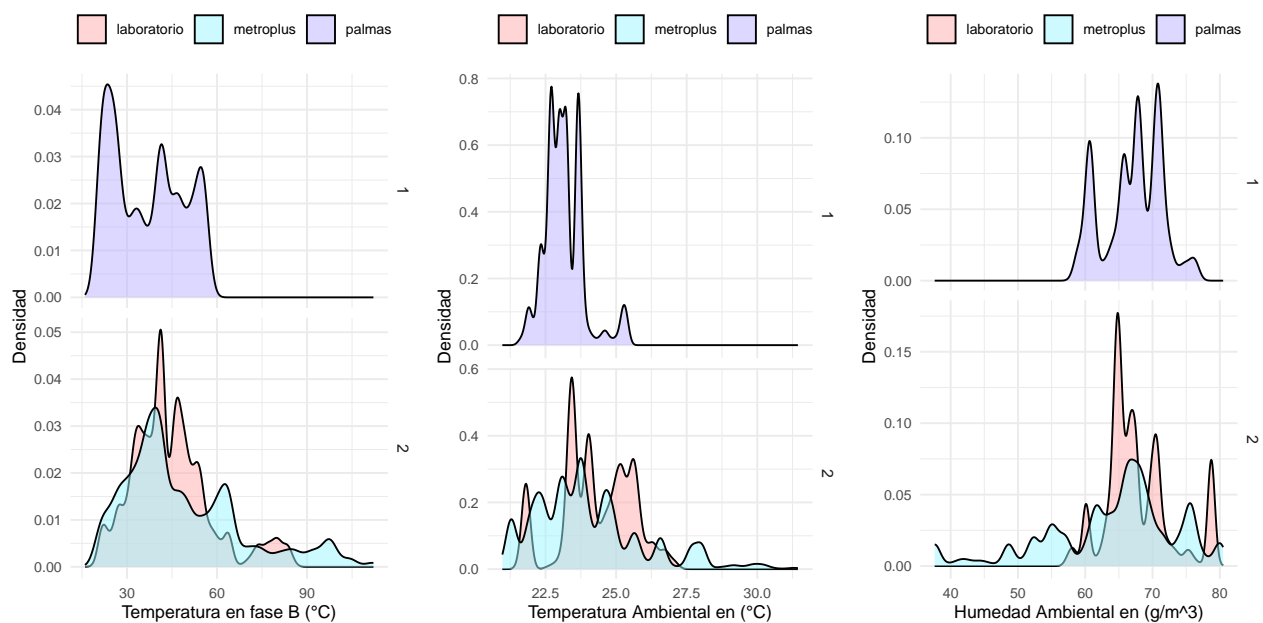 laboratorio metroplus palmas
0.04
0.03
0.02
0.01
0.00
1
0.05
0.04
0.03
0.02
0.01
0.00
2
30 60 90
Densidad
Temperatura en fase B (°C)
laboratorio metroplus palmas
0.8
0.6
0.4
0.2
0.0
1
0.6
0.4
0.2
0.0
2
22.5 25.0 27.5 30.0
Densidad
Temperatura Ambiental en (°C)
laboratorio metroplus palmas
0.10
0.05
0.00
1
0.15
0.10
0.05
0.00
2
40 50 60 70 80
Densidad
Humedad Ambiental en (g/m^3)